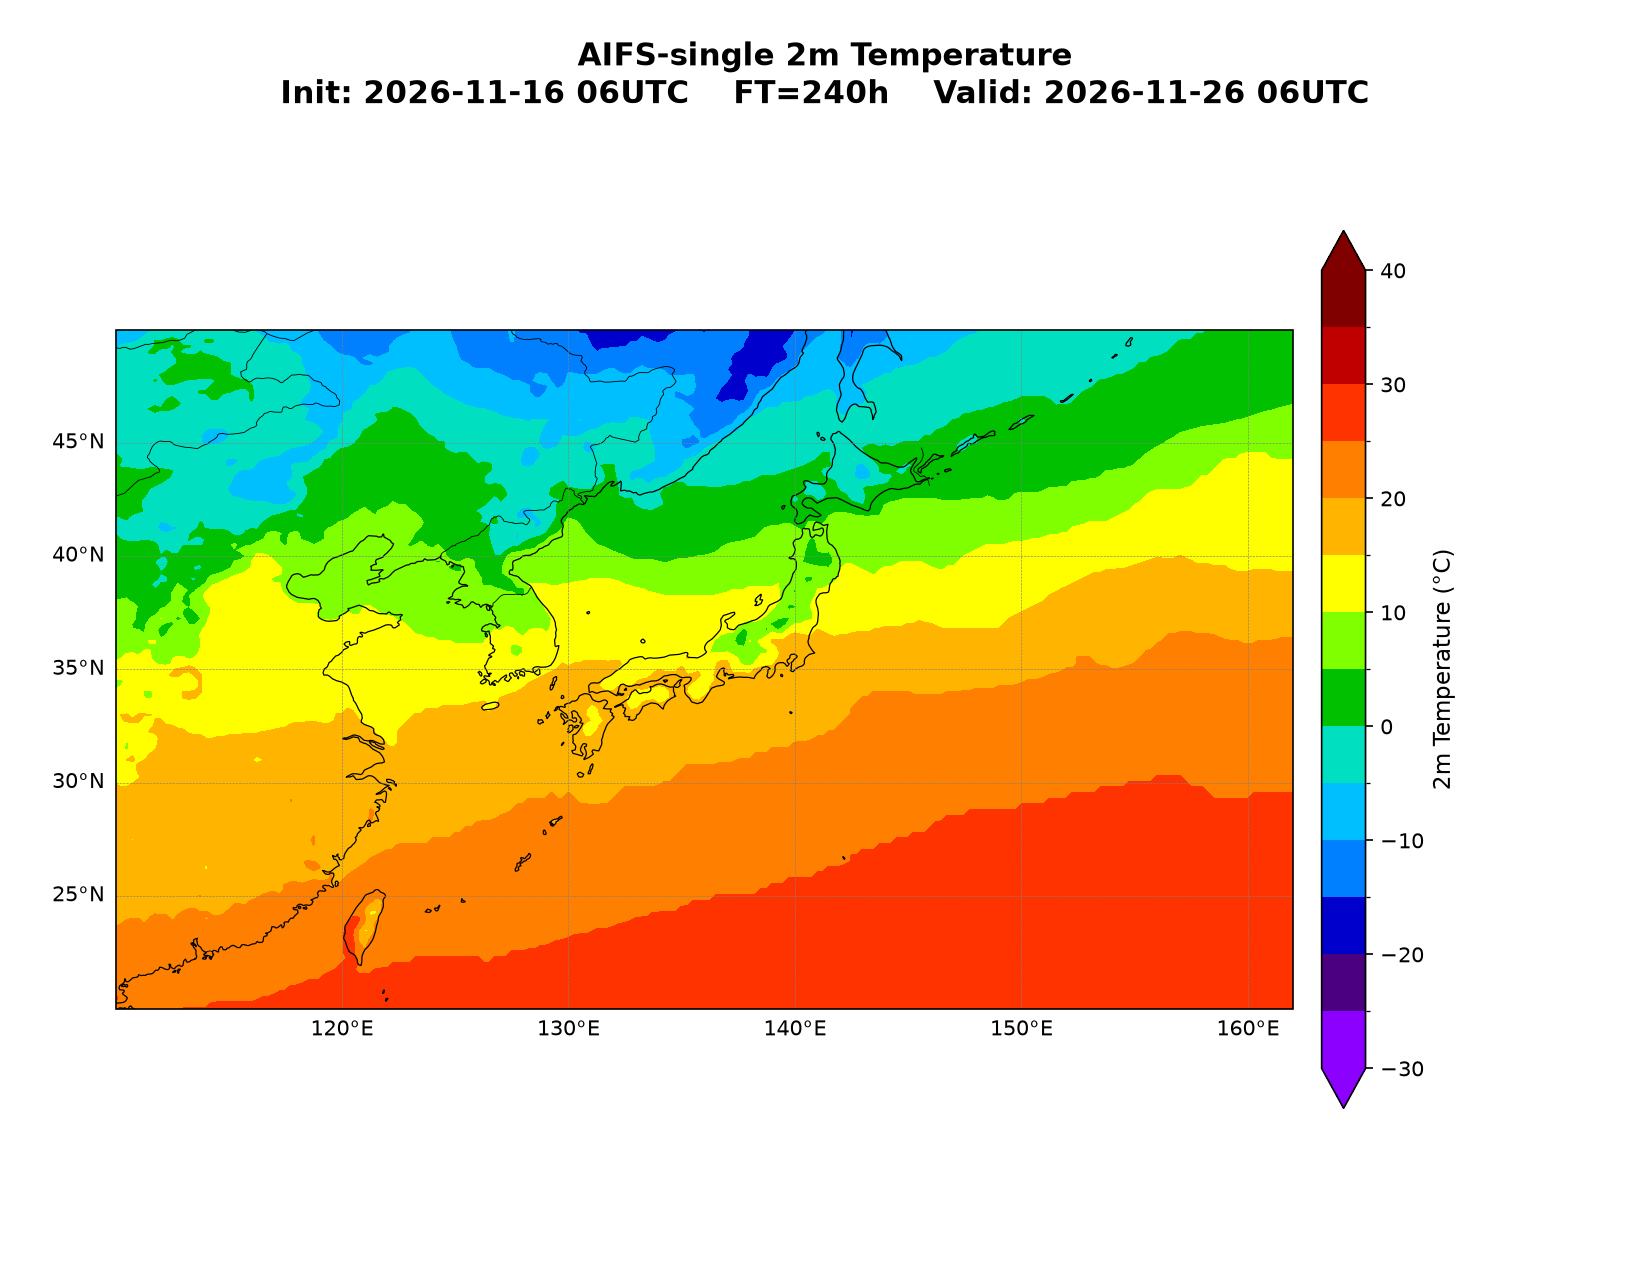 AIFS-single 2m Temperature
Init: 2026-11-16 06UTC    FT=240h    Valid: 2026-11-26 06UTC
45°N
40°N
35°N
30°N
25°N
120°E
130°E
140°E
150°E
160°E
40
30
20
10
0
−10
−20
−30
2m Temperature (°C)